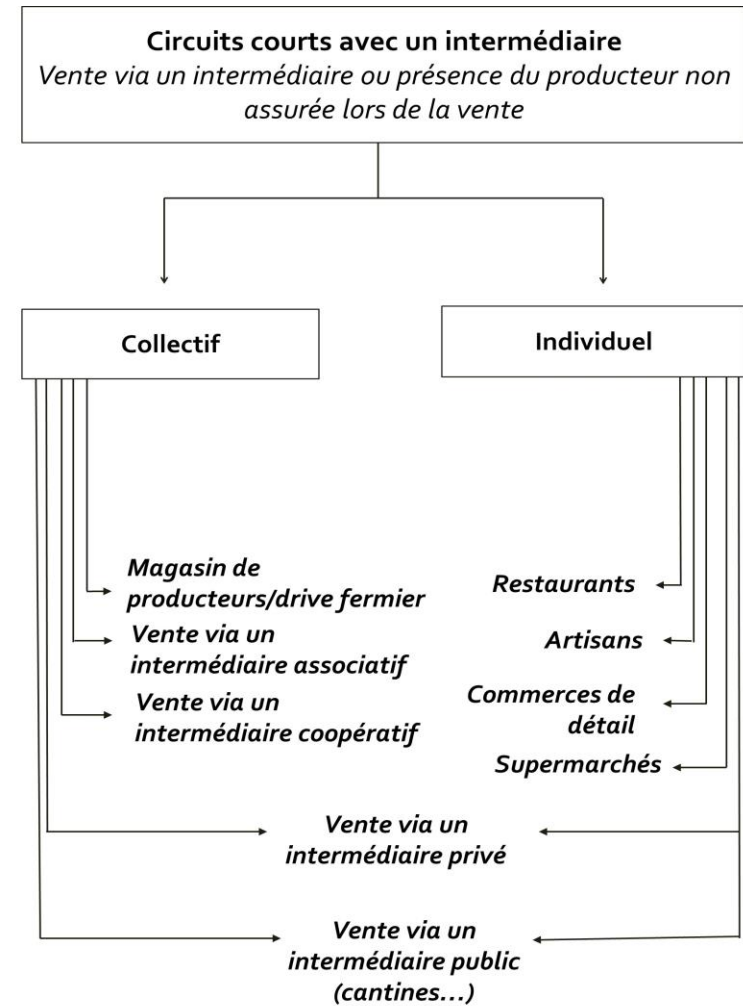 Circuits courts avec un intermédiaire
Vente via un intermédiaire ou présence du producteur non
assurée lors de la vente
Collectif
Individuel
Magasin de
producteurs/drive fermier
Vente via un
intermédiaire associatif
Vente via un
intermédiaire coopératif
Restaurants
Artisans
Commerces de
détail
Supermarchés
Vente via un
intermédiaire privé
Vente via un
intermédiaire public
(cantines...)